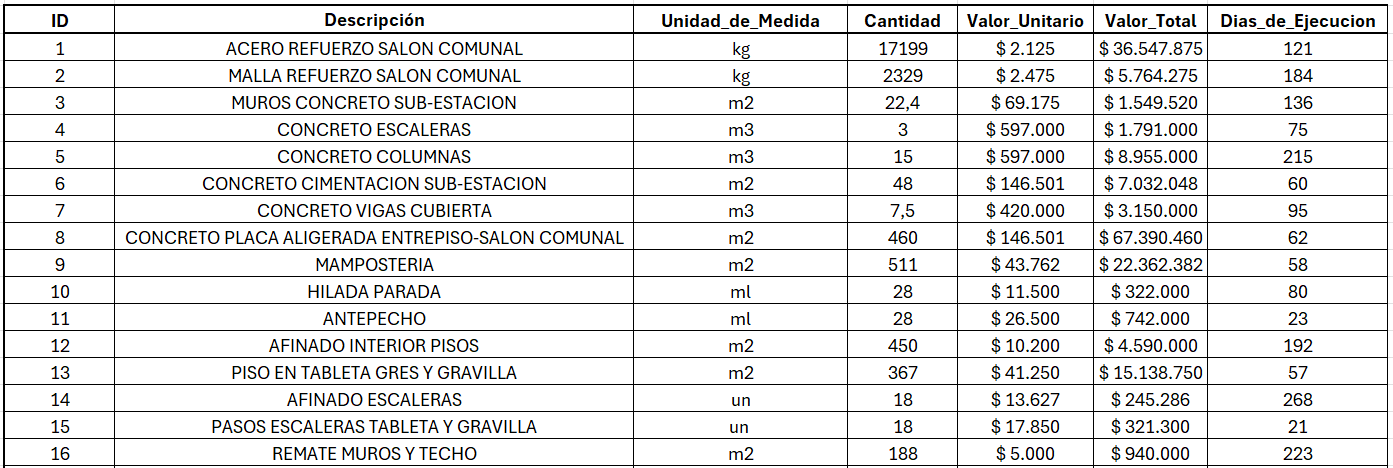 ID Descripción Unidad_de_Medida Cantidad Valor_Unitario Valor_Total Dias_de_Ejecucion
1 ACERO REFUERZO SALON COMUNAL kg 17199 $ 2.125 $ 36.547.875 121
2 MALLA REFUERZO SALON COMUNAL kg 2329 $ 2.475 $ 5.764.275 184
3 MUROS CONCRETO SUB-ESTACION m2 22,4 $ 69.175 $ 1.549.520 136
4 CONCRETO ESCALERAS m3 3 $ 597.000 $ 1.791.000 75
5 CONCRETO COLUMNAS m3 15 $ 597.000 $ 8.955.000 215
6 CONCRETO CIMENTACION SUB-ESTACION m2 48 $ 146.501 $ 7.032.048 60
7 CONCRETO VIGAS CUBIERTA m3 7,5 $ 420.000 $ 3.150.000 95
8 CONCRETO PLACA ALIGERADA ENTREPISO-SALON COMUNAL m2 460 $ 146.501 $ 67.390.460 62
9 MAMPOSTERIA m2 511 $ 43.762 $ 22.362.382 58
10 HILADA PARADA ml 28 $ 11.500 $ 322.000 80
11 ANTEPECHO ml 28 $ 26.500 $ 742.000 23
12 AFINADO INTERIOR PISOS m2 450 $ 10.200 $ 4.590.000 192
13 PISO EN TABLETA GRES Y GRAVILLA m2 367 $ 41.250 $ 15.138.750 57
14 AFINADO ESCALERAS un 18 $ 13.627 $ 245.286 268
15 PASOS ESCALERAS TABLETA Y GRAVILLA un 18 $ 17.850 $ 321.300 21
16 REMATE MUROS Y TECHO m2 188 $ 5.000 $ 940.000 223